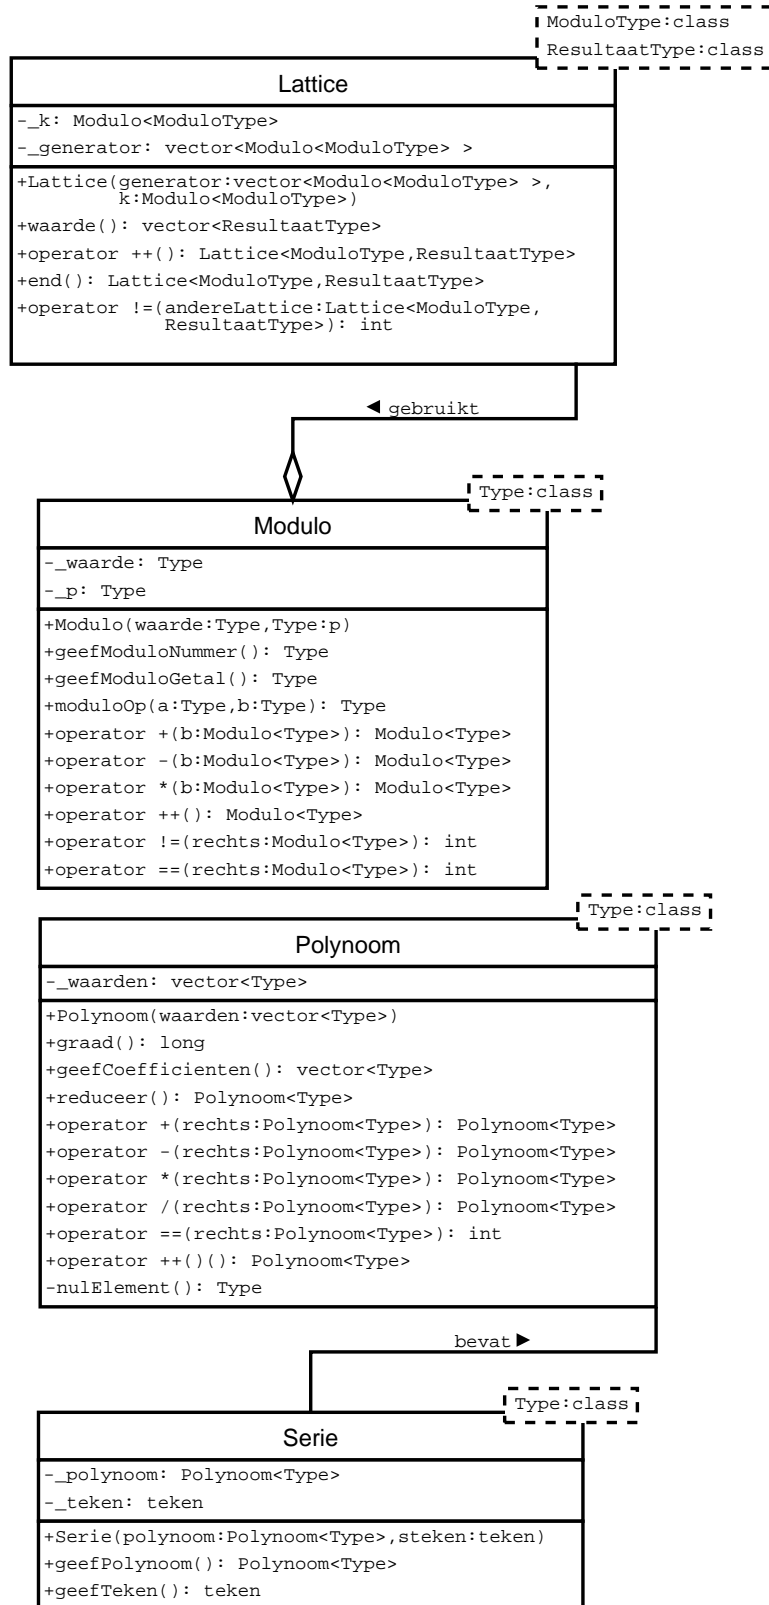 ModuloType:class
ResultaatType:class
Lattice
-_k: Modulo<ModuloType>
-_generator: vector<Modulo<ModuloType> >
+Lattice(generator:vector<Modulo<ModuloType> >,
k:Modulo<ModuloType>)
+waarde(): vector<ResultaatType>
+operator ++(): Lattice<ModuloType,ResultaatType>
+end(): Lattice<ModuloType,ResultaatType>
+operator !=(andereLattice:Lattice<ModuloType,
ResultaatType>): int
◄ gebruikt
Type:class
Modulo
-_waarde: Type
-_p: Type
+Modulo(waarde:Type,Type:p)
+geefModuloNummer(): Type
+geefModuloGetal(): Type
+moduloOp(a:Type,b:Type): Type
+operator +(b:Modulo<Type>): Modulo<Type>
+operator -(b:Modulo<Type>): Modulo<Type>
+operator *(b:Modulo<Type>): Modulo<Type>
+operator ++(): Modulo<Type>
+operator !=(rechts:Modulo<Type>): int
+operator ==(rechts:Modulo<Type>): int
Type:class
Polynoom
-_waarden: vector<Type>
+Polynoom(waarden:vector<Type>)
+graad(): long
+geefCoefficienten(): vector<Type>
+reduceer(): Polynoom<Type>
+operator +(rechts:Polynoom<Type>): Polynoom<Type>
+operator -(rechts:Polynoom<Type>): Polynoom<Type>
+operator *(rechts:Polynoom<Type>): Polynoom<Type>
+operator /(rechts:Polynoom<Type>): Polynoom<Type>
+operator ==(rechts:Polynoom<Type>): int
+operator ++()(): Polynoom<Type>
-nulElement(): Type
bevat ►
Type:class
Serie
-_polynoom: Polynoom<Type>
-_teken: teken
+Serie(polynoom:Polynoom<Type>,steken:teken)
+geefPolynoom(): Polynoom<Type>
+geefTeken(): teken